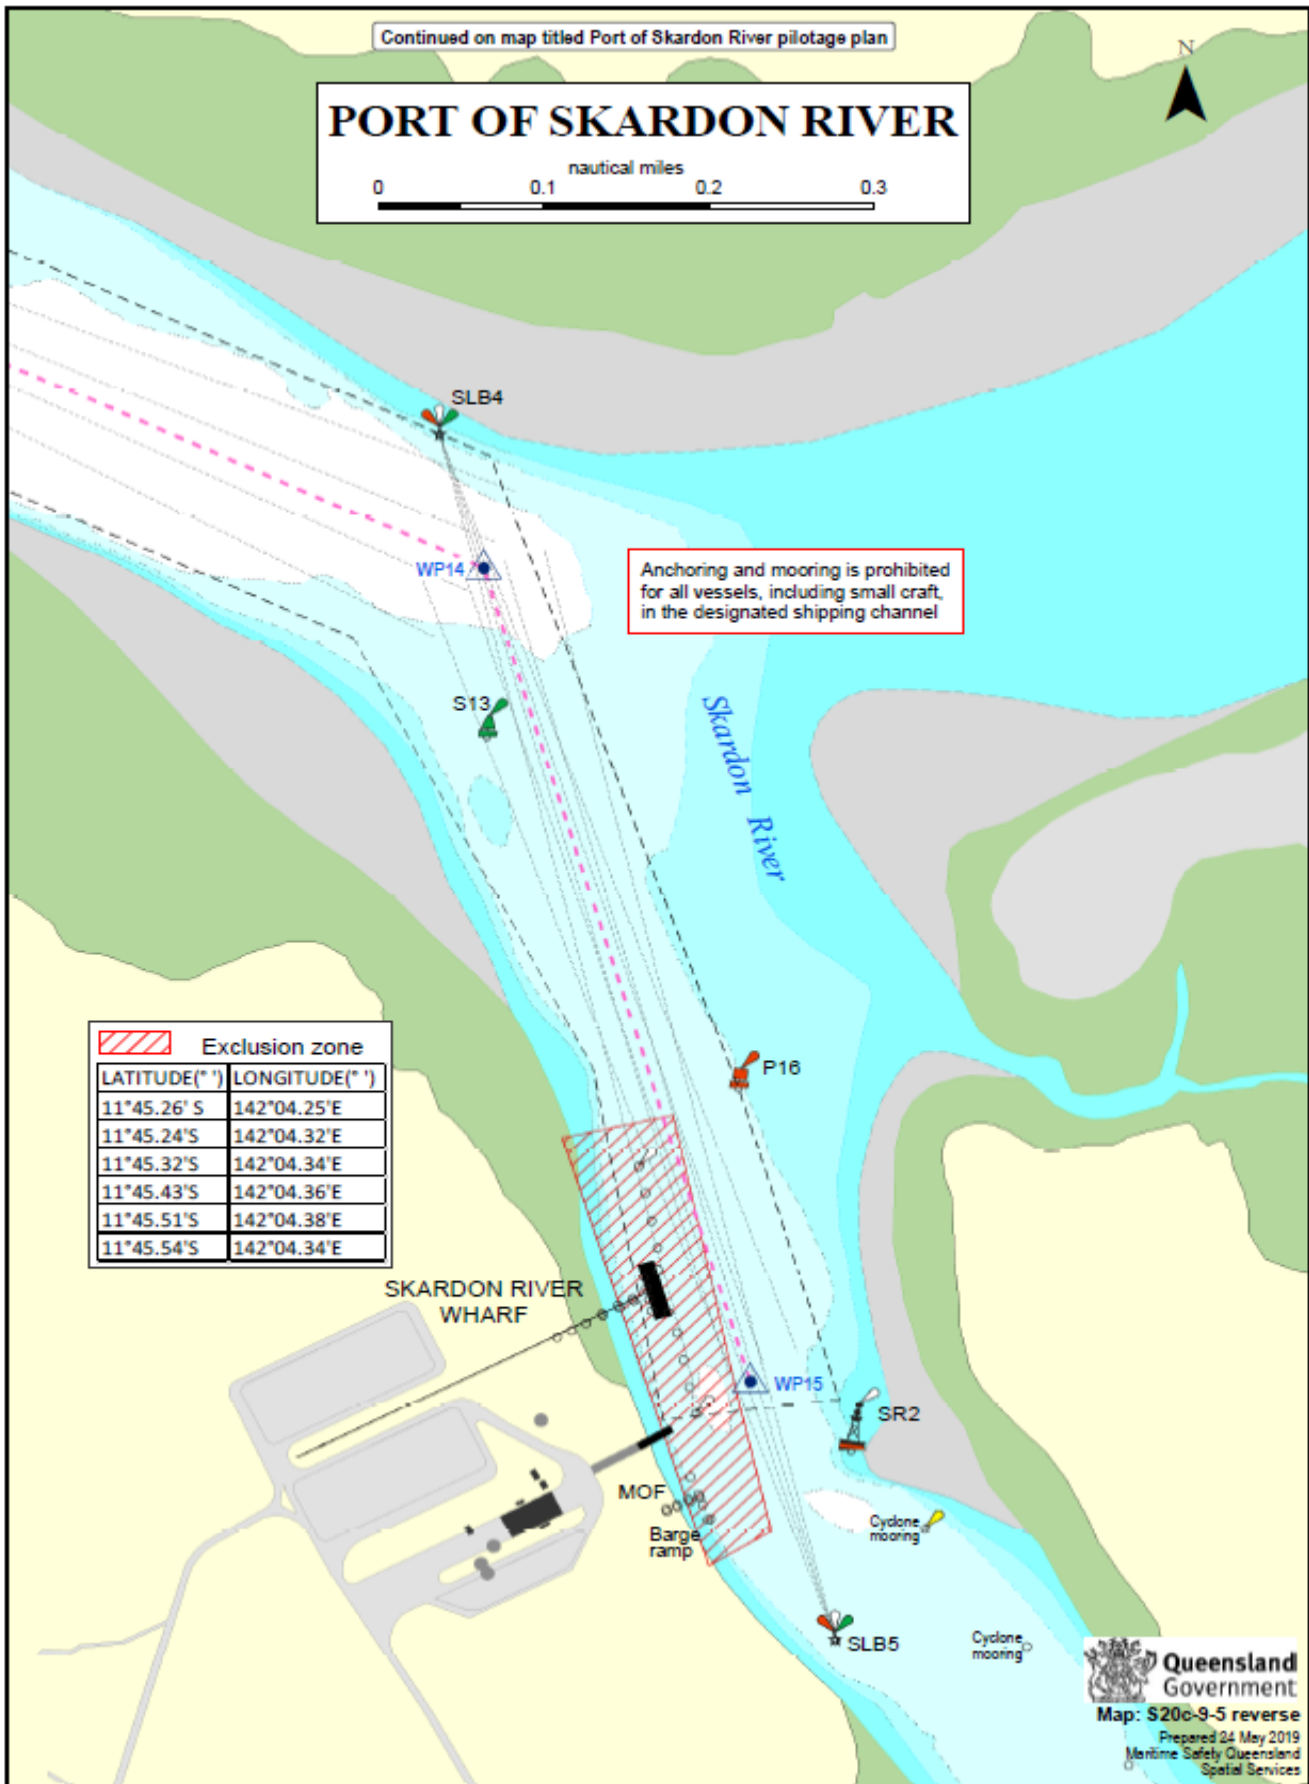 Continued on map titled Port of Skardon River pilotage plan
N
PORT OF SKARDON RIVER
nautical miles
0 0.1 0.2 0.3
SLB4
WP14
Anchoring and mooring is prohibited
for all vessels, including small craft,
in the designated shipping channel
S13
Skardon River
Exclusion zone
LATITUDE(° ') LONGITUDE(° ')
11°45.26' S 142°04.25'E
11°45.24'S 142°04.32'E
11°45.32'S 142°04.34'E
11°45.43'S 142°04.36'E
11°45.51'S 142°04.38'E
11°45.54'S 142°04.34'E
P16
SKARDON RIVER
WHARF
WP15
SR2
MOF
Barge
ramp
Cyclone
mooring
SLB5
Cyclone
mooring
Queensland
Government
Map: S20c-9-5 reverse
Prepared 24 May 2019
Maritime Safety Queensland
Spatial Services